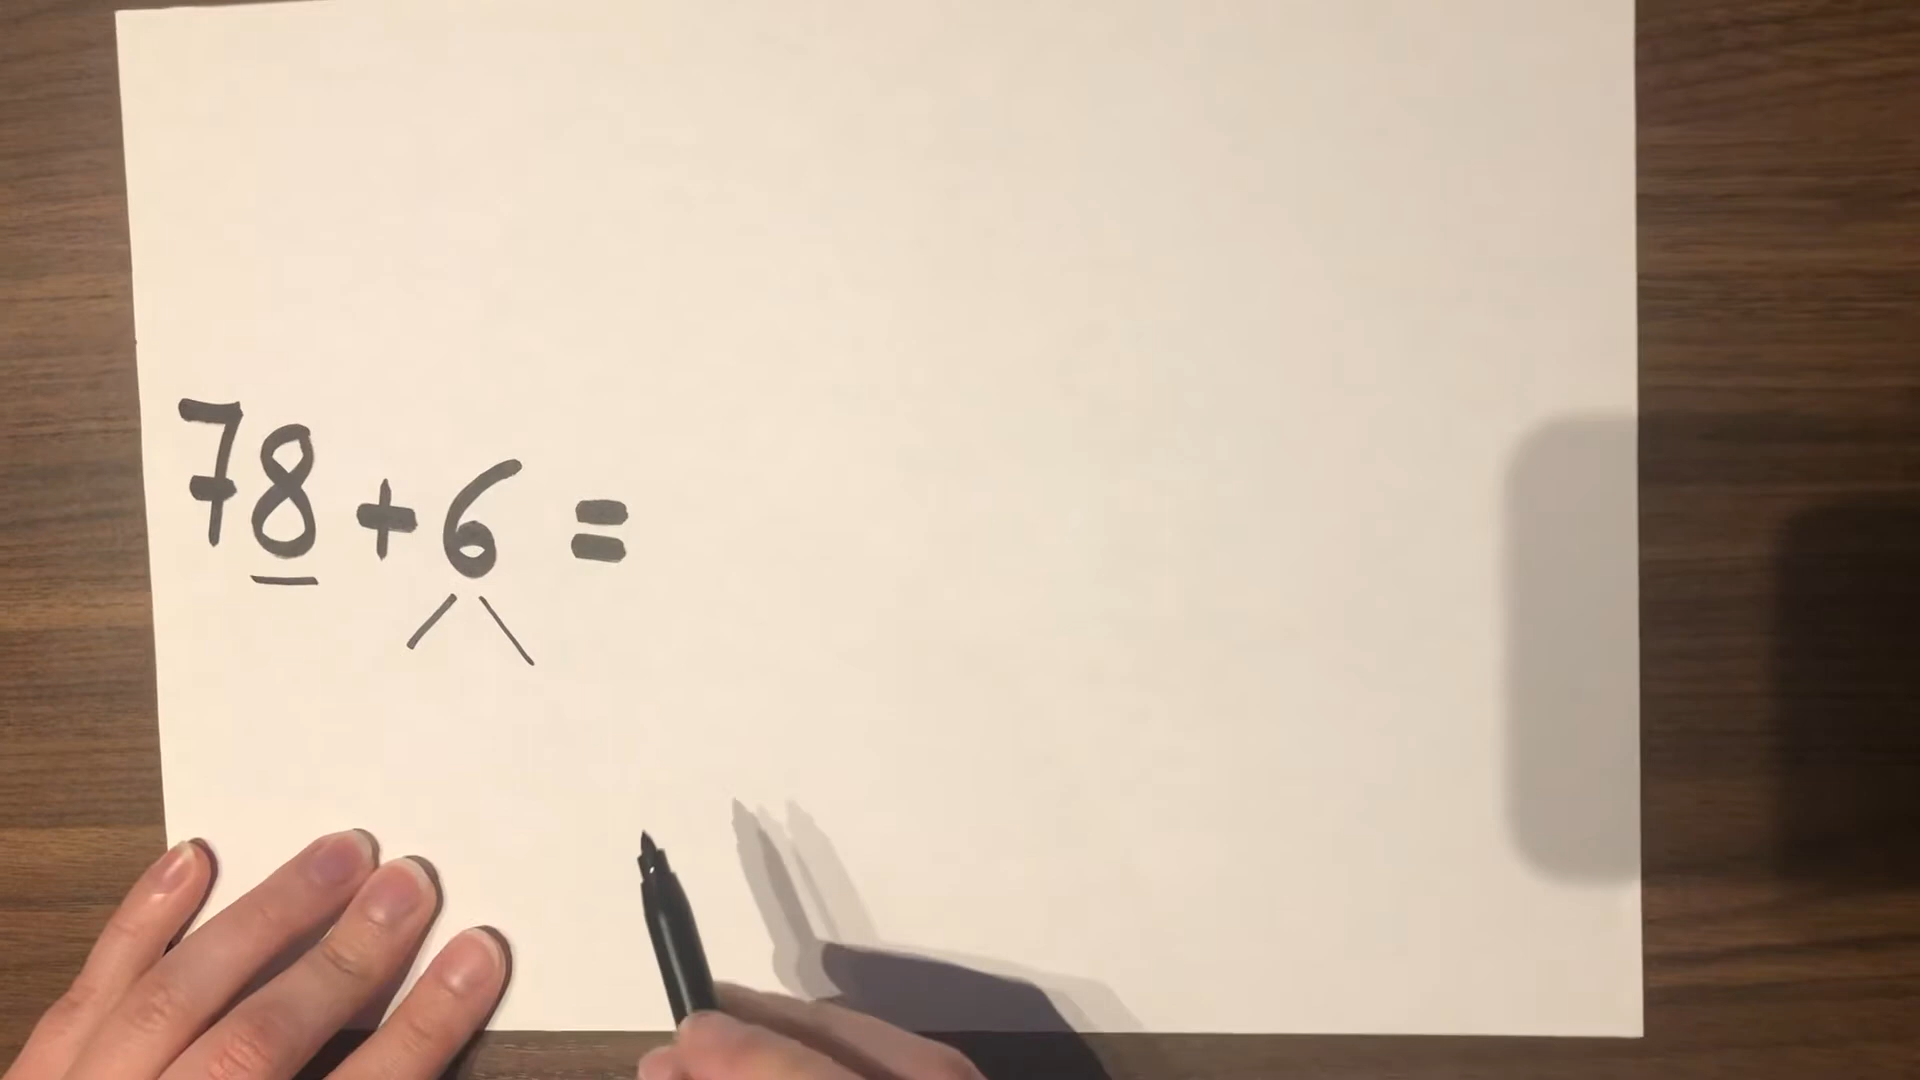 78 + 6 =